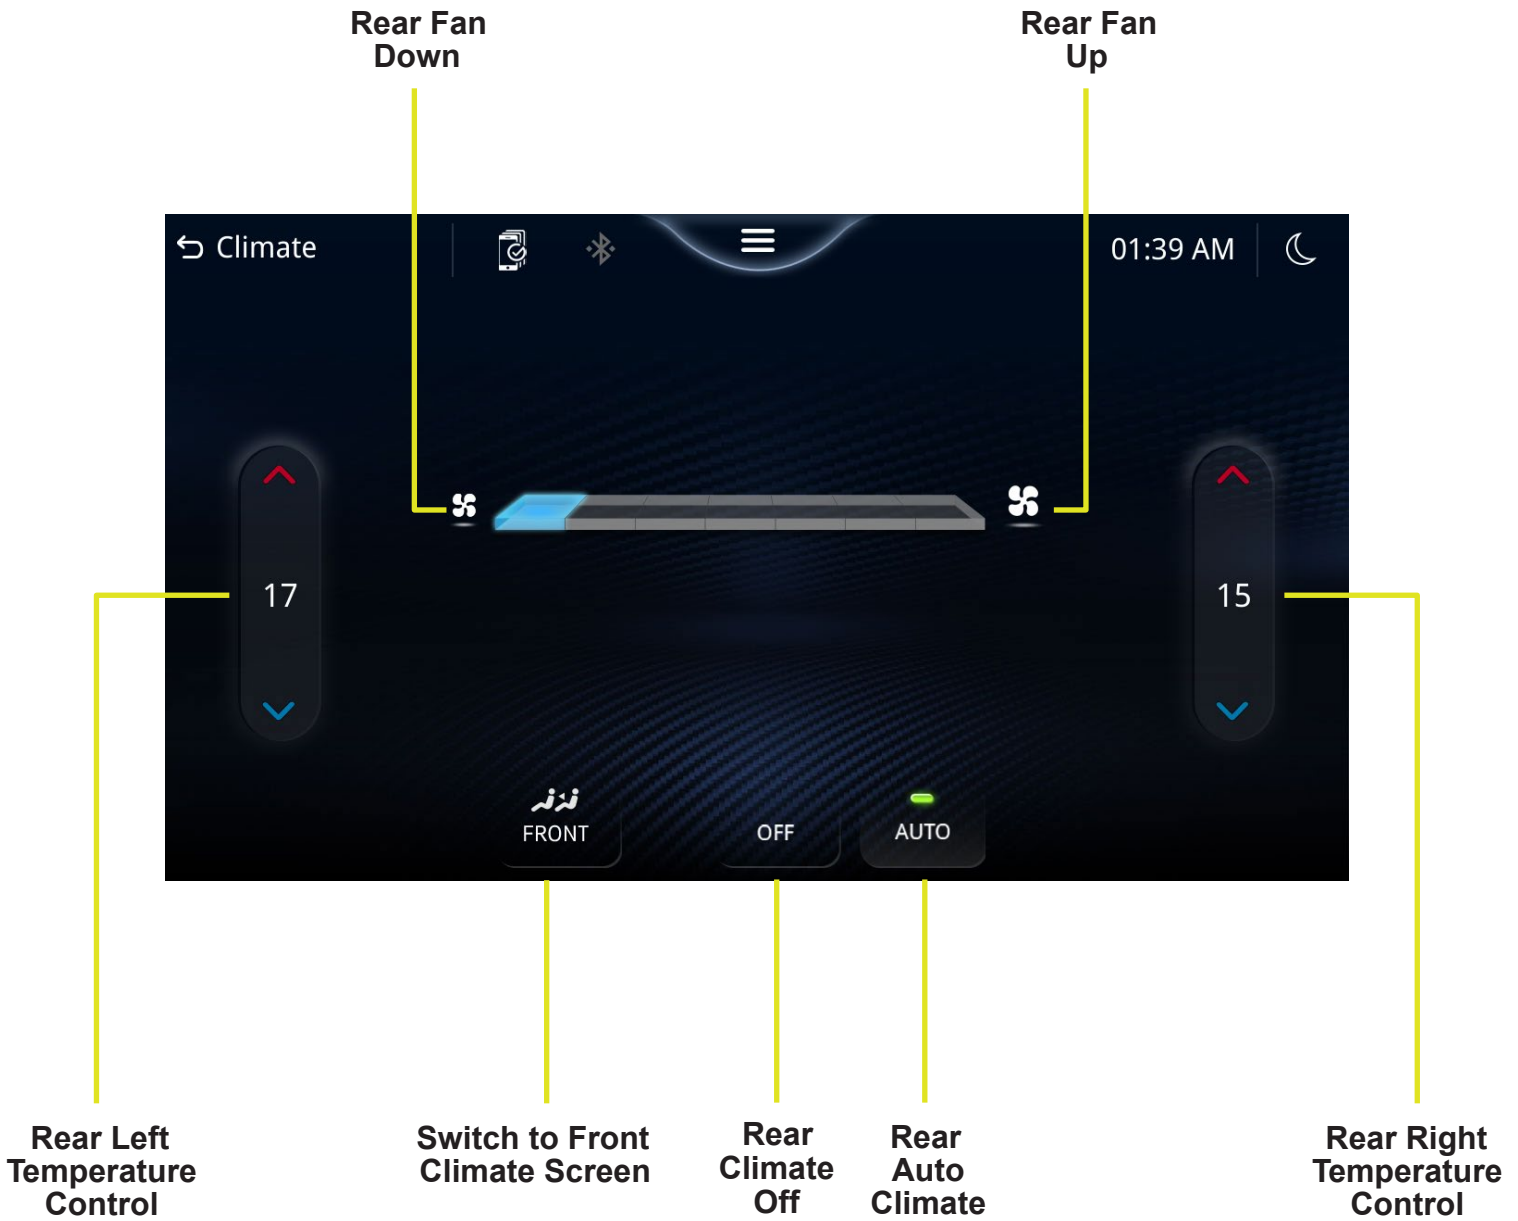 Rear Fan
Down
Rear Fan
Up
Climate
01:39 AM
17
15
FRONT
OFF
AUTO
Rear Left
Temperature
Control
Switch to Front
Climate Screen
Rear
Climate
Off
Rear
Auto
Climate
Rear Right
Temperature
Control